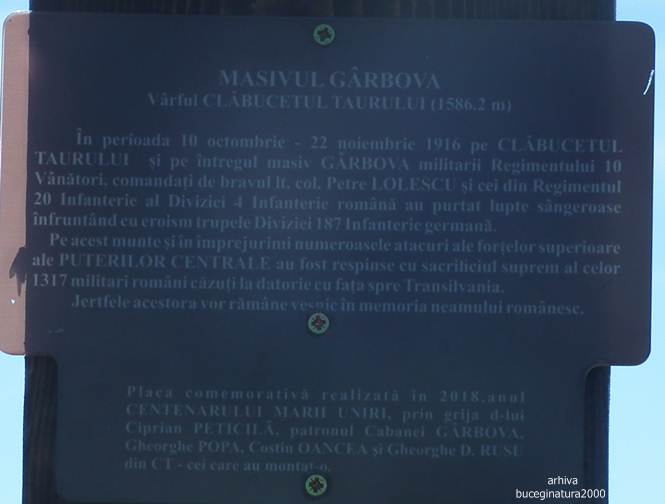 MASIVUL GÂRBOVA
Vârful CLĂBUCETUL TAURULUI (1586.2 m)
În perioada 10 octombrie - 22 noiembrie 1916 pe CLĂBUCETUL
TAURULUI și pe întregul masiv GÂRBOVA militarii Regimentului 10
Vânători, comandați de bravul lt. col. Petre LOLESCU și cei din Regimentul
20 Infanterie al Diviziei 4 Infanterie română au purtat lupte sângeroase
înfruntând cu eroism trupele Diviziei 187 Infanterie germană.
Pe acest munte și în împrejurimi numeroasele atacuri ale forțelor superioare
ale PUTERILOR CENTRALE au fost respinse cu sacrificiul suprem al celor
1317 militari români căzuți la datorie cu fața spre Transilvania.
Jertfele acestora vor rămâne veșnic în memoria neamului românesc.
Placa comemorativă realizată în 2018,anul
CENTENARULUI MARII UNIRI, prin grija d-lui
Ciprian PETICILĂ, patronul Cabanei GÂRBOVA,
Gheorghe POPA, Costin OANCEA și Gheorghe D. RUSU
din CT - cei care au montat-o.
arhiva
buceginatura2000